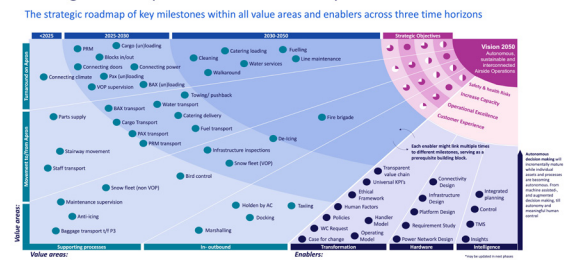 The strategic roadmap of key milestones within all value areas and enablers across three time horizons
<2025
2025-2030
2030-2050
Strategic Objectives
Vision 2050
Autonomous,
sustainable and
interconnected
Airside Operations
Turnaround on Apron
PRM
Cargo (un)loading
Blocks in/out
Connecting doors
Connecting power
Connecting climate
Pax (un)loading
BAX (un)loading
VOP supervision
Catering loading
Fuelling
Cleaning
Water services
Line maintenance
Walkaround
Towing/ pushback
Safety & health Risks
Increase Capacity
Operational Excellence
Customer Experience
Movement to/from Apron
Parts supply
BAX transport
Water transport
Catering delivery
Cargo Transport
Fuel transport
PAX transport
PRM transport
Fire brigade
De-icing
Stairway movement
Infrastructure inspections
Snow fleet (VOP)
Staff transport
Bird control
Snow fleet (non VOP)
Each enabler might link multiple times
to different milestones, serving as a
prerequisite building block.
Autonomous
decision making will
incrementally mature
while individual
assets and processes
are becoming
autonomous. From
machine assisted-,
and augmented
decision making, till
autonomy and
meaningful human
control
Value areas:
Maintenance supervision
Anti-icing
Baggage transport t/f P3
Holden by AC
Taxiing
Docking
Marshalling
Transparent
value chain
Universal KPI's
Ethical
Framework
Human Factors
Policies
Handler
Model
WC Request
Operating
Model
Case for change
Connectivity
Design
Infrastructure
Design
Platform Design
Requirement Study
Power Network Design
Integrated
planning
Control
TMS
Insights
Supporting processes
In- outbound
Transformation
Hardware
Intelligence
Value areas:
Enablers:
*may be updated in next phases